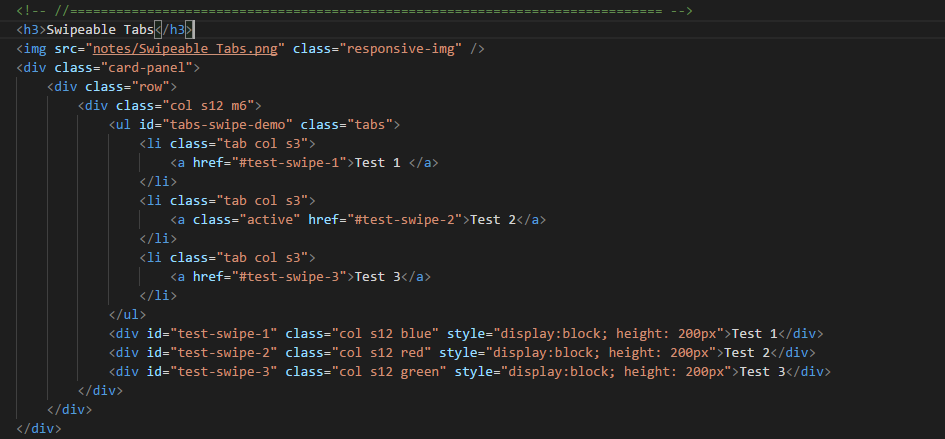 <!-- //============================================================================= -->
<h3>Swipeable Tabs</h3>
<img src="notes/Swipeable Tabs.png" class="responsive-img" />
<div class="card-panel">
<div class="row">
<div class="col s12 m6">
<ul id="tabs-swipe-demo" class="tabs">
<li class="tab col s3">
<a href="#test-swipe-1">Test 1 </a>
</li>
<li class="tab col s3">
<a class="active" href="#test-swipe-2">Test 2</a>
</li>
<li class="tab col s3">
<a href="#test-swipe-3">Test 3</a>
</li>
</ul>
<div id="test-swipe-1" class="col s12 blue" style="display:block; height: 200px">Test 1</div>
<div id="test-swipe-2" class="col s12 red" style="display:block; height: 200px">Test 2</div>
<div id="test-swipe-3" class="col s12 green" style="display:block; height: 200px">Test 3</div>
</div>
</div>
</div>